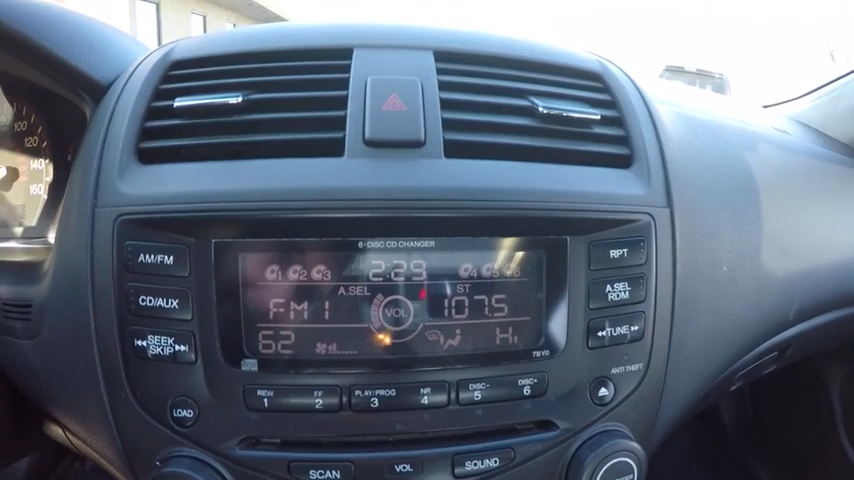 6-DISC CD CHANGER
1 2 3 2:29 4 5 6
A.SEL ST
FM1 VOL 107.5
62 Hi
7BY0
100
120
140
160
AM/FM
CD/AUX
SEEK
SKIP
RPT
A.SEL
RDM
TUNE
ANTI THEFT
LOAD
REW FF PLAY/PROG NR DISC- DISC+
1 2 3 4 5 6
SCAN VOL SOUND